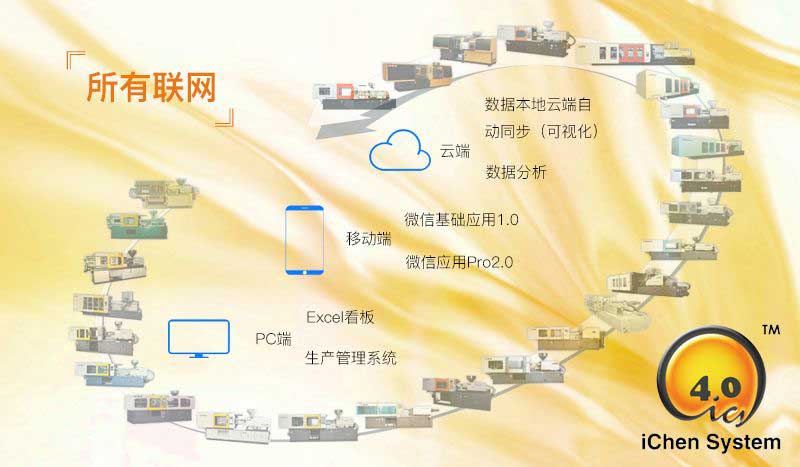 所有联网
云端
数据本地云端自
动同步（可视化）
数据分析
移动端
微信基础应用1.0
微信应用Pro2.0
PC端
Excel看板
生产管理系统
TM
4.0
ics
iChen System